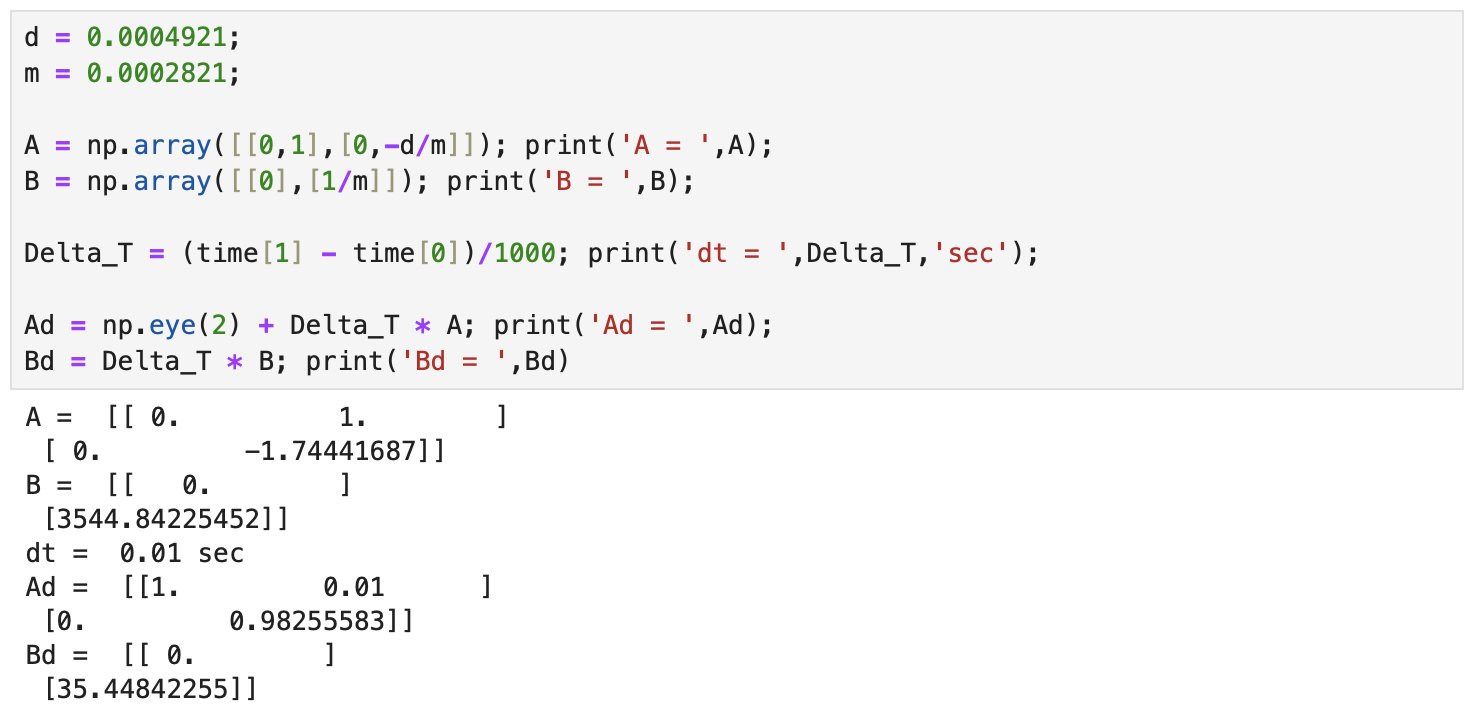 d = 0.0004921;
m = 0.0002821;
A = np.array([[0,1],[0,-d/m]]); print('A = ',A);
B = np.array([[0],[1/m]]); print('B = ',B);
Delta_T = (time[1] - time[0])/1000; print('dt = ',Delta_T,'sec');
Ad = np.eye(2) + Delta_T * A; print('Ad = ',Ad);
Bd = Delta_T * B; print('Bd = ',Bd)
A =  [[ 0.          1.        ]
 [ 0.         -1.74441687]]
B =  [[   0.        ]
 [3544.84225452]]
dt =  0.01 sec
Ad =  [[1.         0.01      ]
 [0.         0.98255583]]
Bd =  [[ 0.        ]
 [35.44842255]]